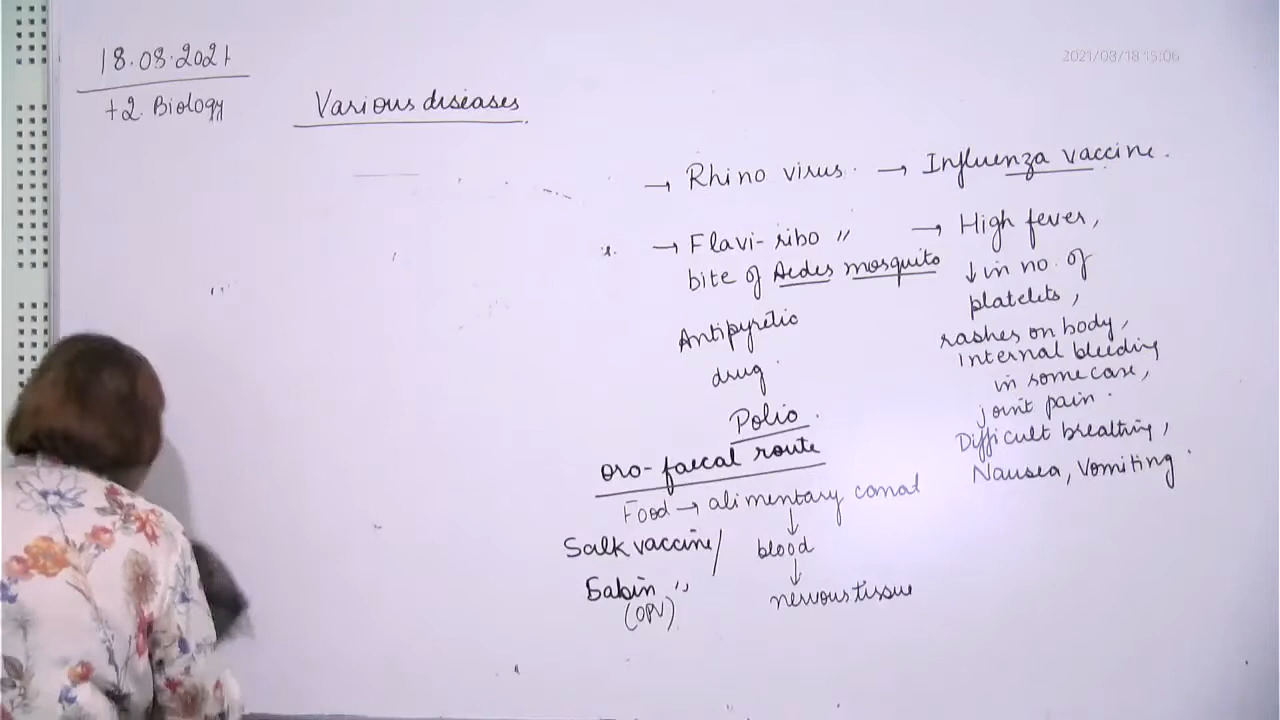 18.08.2021
2021/08/18 15:06
+2 Biology
Various diseases
→ Rhino virus. → Influenza vaccine.
→ Flavi-ribo " → High fever,
bite of Aedes mosquito
↓ in no. of
platelets,
Antipyretic
drug.
rashes on body,
internal bleeding
in some case,
joint pain.
Difficult breathing,
Nausea, Vomiting.
Polio.
oro-faecal route
Food → alimentary canal
↓
Salk vaccine/ blood
↓
Sabin " nervous tissue
(OPV)